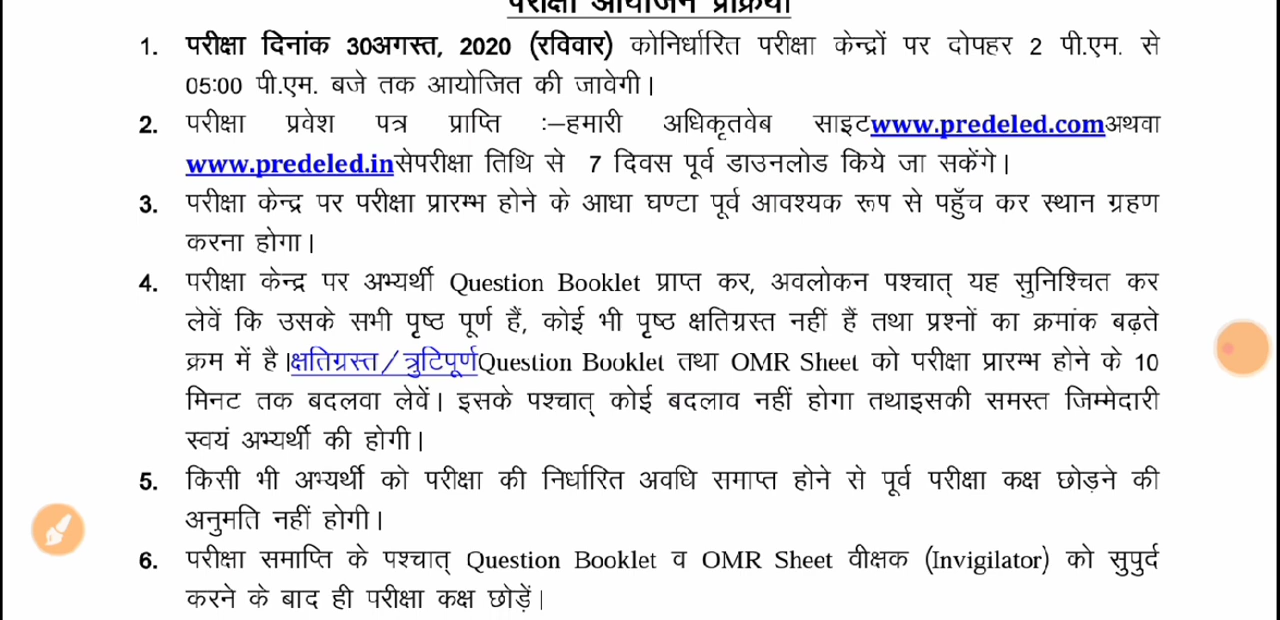 परीक्षा आयोजन प्रक्रिया
1. परीक्षा दिनांक 30अगस्त, 2020 (रविवार) कोनिर्धारित परीक्षा केन्द्रों पर दोपहर 2 पी.एम. से
05:00 पी.एम. बजे तक आयोजित की जावेगी।
2. परीक्षा प्रवेश पत्र प्राप्ति :–हमारी अधिकृतवेब साइटwww.predeled.comअथवा
www.predeled.inसेपरीक्षा तिथि से 7 दिवस पूर्व डाउनलोड किये जा सकेंगे।
3. परीक्षा केन्द्र पर परीक्षा प्रारम्भ होने के आधा घण्टा पूर्व आवश्यक रूप से पहुँच कर स्थान ग्रहण
करना होगा।
4. परीक्षा केन्द्र पर अभ्यर्थी Question Booklet प्राप्त कर, अवलोकन पश्चात् यह सुनिश्चित कर
लेवें कि उसके सभी पृष्ठ पूर्ण हैं, कोई भी पृष्ठ क्षतिग्रस्त नहीं हैं तथा प्रश्नों का क्रमांक बढ़ते
क्रम में है।क्षतिग्रस्त/त्रुटिपूर्णQuestion Booklet तथा OMR Sheet को परीक्षा प्रारम्भ होने के 10
मिनट तक बदलवा लेवें। इसके पश्चात् कोई बदलाव नहीं होगा तथाइसकी समस्त जिम्मेदारी
स्वयं अभ्यर्थी की होगी।
5. किसी भी अभ्यर्थी को परीक्षा की निर्धारित अवधि समाप्त होने से पूर्व परीक्षा कक्ष छोड़ने की
अनुमति नहीं होगी।
6. परीक्षा समाप्ति के पश्चात् Question Booklet व OMR Sheet वीक्षक (Invigilator) को सुपुर्द
करने के बाद ही परीक्षा कक्ष छोड़ें।